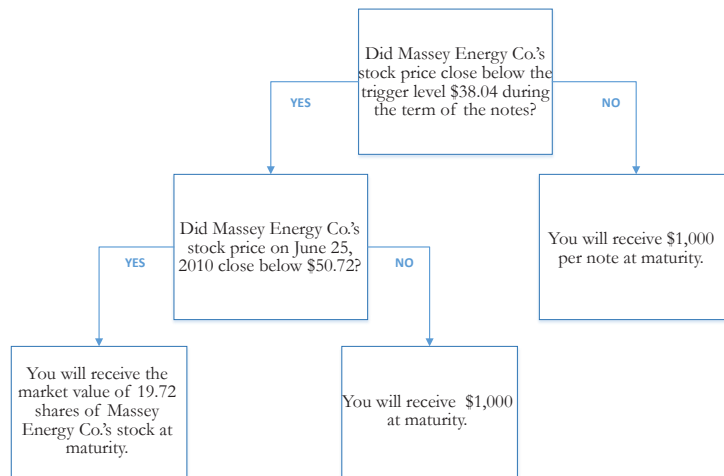 Did Massey Energy Co.'s
stock price close below the
trigger level $38.04 during
the term of the notes?
YES
NO
Did Massey Energy Co.'s
stock price on June 25,
2010 close below $50.72?
You will receive $1,000
per note at maturity.
YES
NO
You will receive the
market value of 19.72
shares of Massey
Energy Co.'s stock at
maturity.
You will receive $1,000
at maturity.